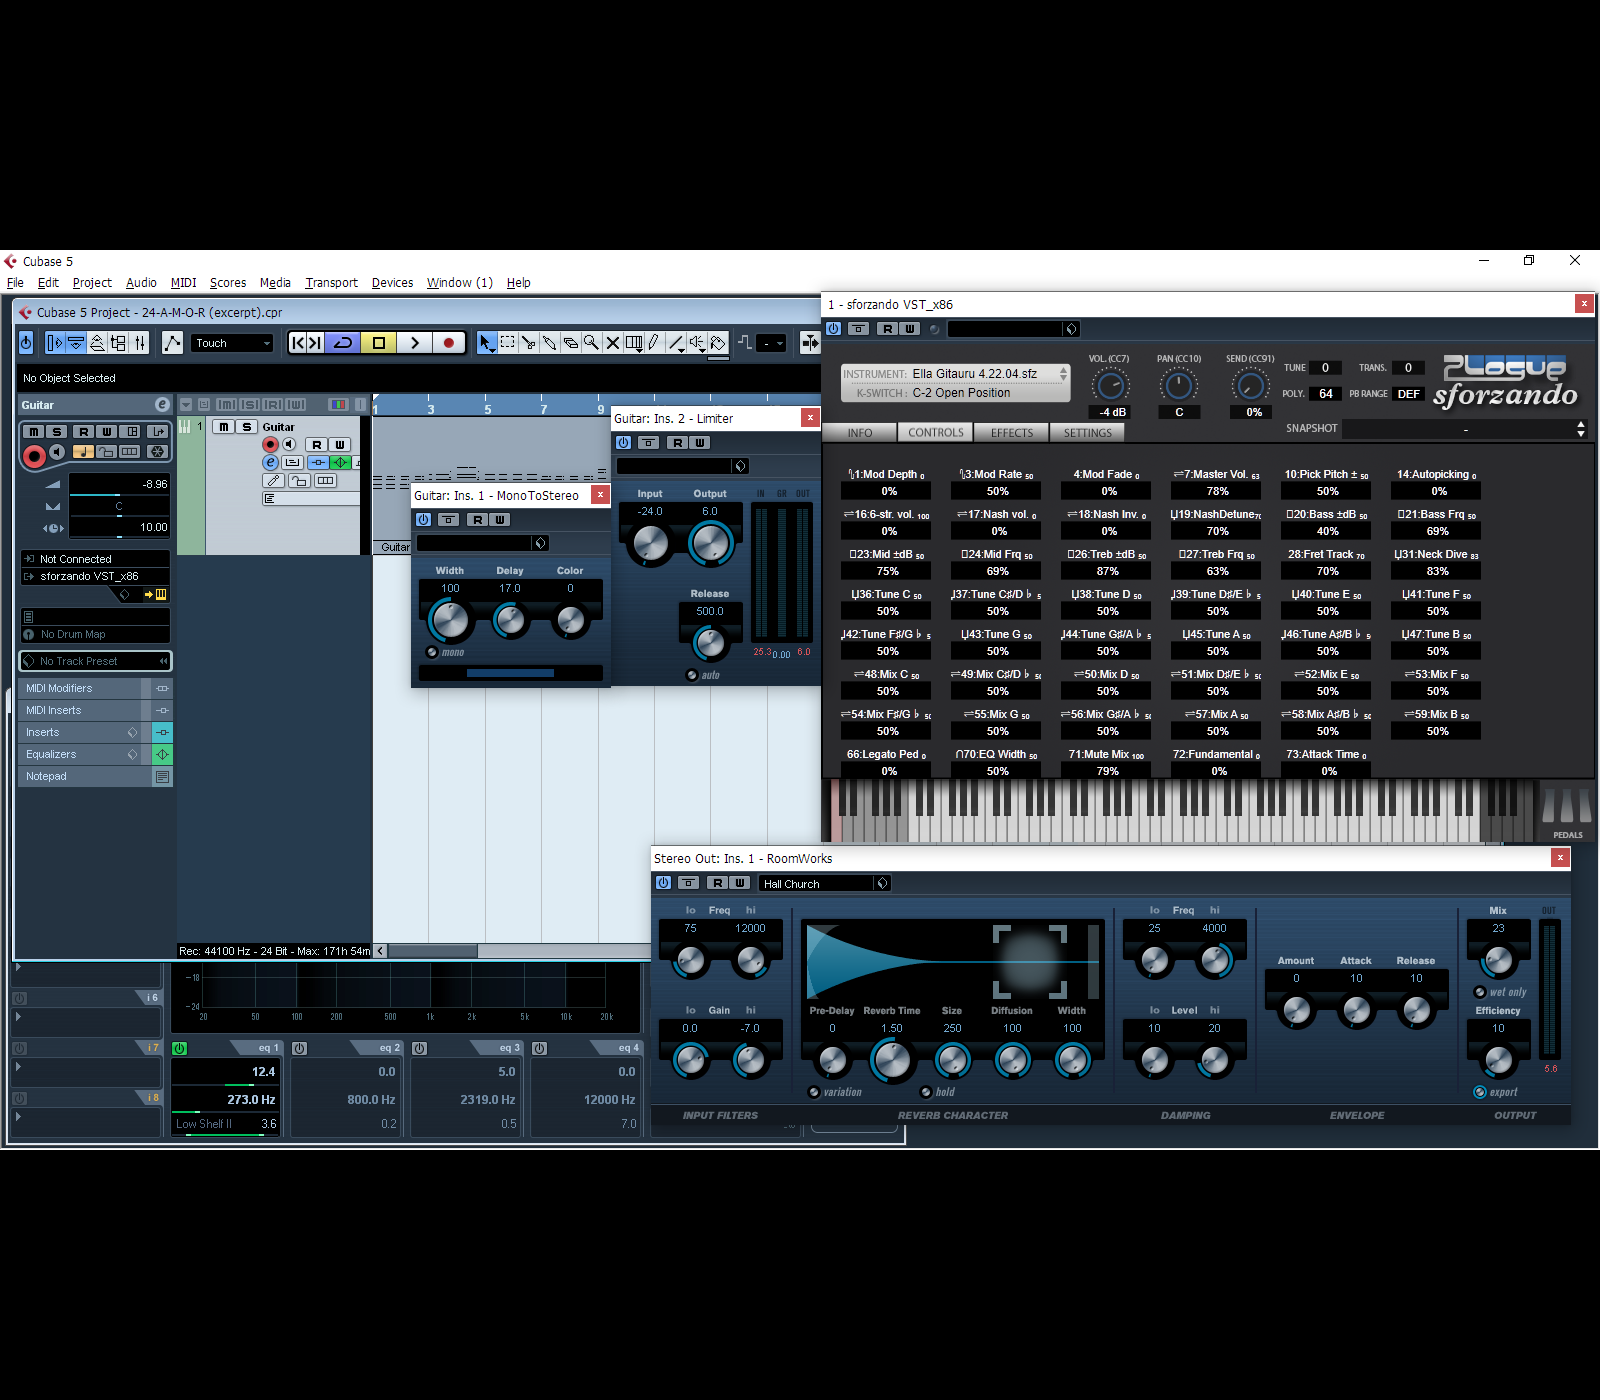 Cubase 5
File Edit Project Audio MIDI Scores Media Transport Devices Window (1) Help
Cubase 5 Project - 24-A-M-O-R (excerpt).cpr
Touch
No Object Selected
Guitar
M S R W
-8.96
C
10.00
Not Connected
sforzando VST_x86
No Drum Map
No Track Preset
MIDI Modifiers
MIDI Inserts
Inserts
Equalizers
Notepad
1 M S Guitar
R W
1 3 5 7 9
Guitar
Rec: 44100 Hz - 24 Bit - Max: 171h 54m
Guitar: Ins. 1 - MonoToStereo
R W
Width Delay Color
100 17.0 0
mono
Guitar: Ins. 2 - Limiter
R W
Input Output IN GR OUT
-24.0 6.0
Release
500.0
25.3 0.00 6.0
auto
1 - sforzando VST_x86
R W
INSTRUMENT: Ella Gitauru 4.22.04.sfz
K-SWITCH: C-2 Open Position
VOL. (CC7) PAN (CC10) SEND (CC91)
-4 dB C 0%
TUNE 0 TRANS. 0
POLY. 64 PB RANGE DEF
Plogue
sforzando
SNAPSHOT -
INFO CONTROLS EFFECTS SETTINGS
1:Mod Depth 0 3:Mod Rate 50 4:Mod Fade 0 ⇌7:Master Vol. 63 10:Pick Pitch ± 50 14:Autopicking 0
0% 50% 0% 78% 50% 0%
⇌16:6-str. vol. 100 ⇌17:Nash vol. 0 ⇌18:Nash Inv. 0 19:NashDetune 20:Bass ±dB 50 21:Bass Frq 50
0% 0% 0% 70% 40% 69%
23:Mid ±dB 50 24:Mid Frq 50 26:Treb ±dB 50 27:Treb Frq 50 28:Fret Track 70 31:Neck Dive 83
75% 69% 87% 63% 70% 83%
36:Tune C 50 37:Tune C♯/D♭ 5 38:Tune D 50 39:Tune D♯/E♭ 5 40:Tune E 50 41:Tune F 50
50% 50% 50% 50% 50% 50%
42:Tune F♯/G♭ 5 43:Tune G 50 44:Tune G♯/A♭ 5 45:Tune A 50 46:Tune A♯/B♭ 5 47:Tune B 50
50% 50% 50% 50% 50% 50%
⇌48:Mix C 50 ⇌49:Mix C♯/D♭ 50 ⇌50:Mix D 50 ⇌51:Mix D♯/E♭ 50 ⇌52:Mix E 50 ⇌53:Mix F 50
50% 50% 50% 50% 50% 50%
⇌54:Mix F♯/G♭ 50 ⇌55:Mix G 50 ⇌56:Mix G♯/A♭ 50 ⇌57:Mix A 50 ⇌58:Mix A♯/B♭ 50 ⇌59:Mix B 50
50% 50% 50% 50% 50% 50%
66:Legato Ped 0 ∩70:EQ Width 50 71:Mute Mix 100 72:Fundamental 0 73:Attack Time 0
0% 50% 79% 0% 0%
PEDALS
Stereo Out: Ins. 1 - RoomWorks
R W Hall Church
lo Freq hi
75 12000
lo Gain hi
0.0 -7.0
INPUT FILTERS
Pre-Delay Reverb Time Size Diffusion Width
0 1.50 250 100 100
variation hold
REVERB CHARACTER
lo Freq hi
25 4000
lo Level hi
10 20
DAMPING
Amount Attack Release
0 10 10
ENVELOPE
Mix OUT
23
wet only
Efficiency
10
5.6
export
OUTPUT
i 6
i 7
i 8
-18
-24
20 50 100 200 500 1k 2k 5k 10k 20k
eq 1 eq 2 eq 3 eq 4
12.4 0.0 5.0 0.0
273.0 Hz 800.0 Hz 2319.0 Hz 12000 Hz
Low Shelf II 3.6 0.2 0.5 7.0